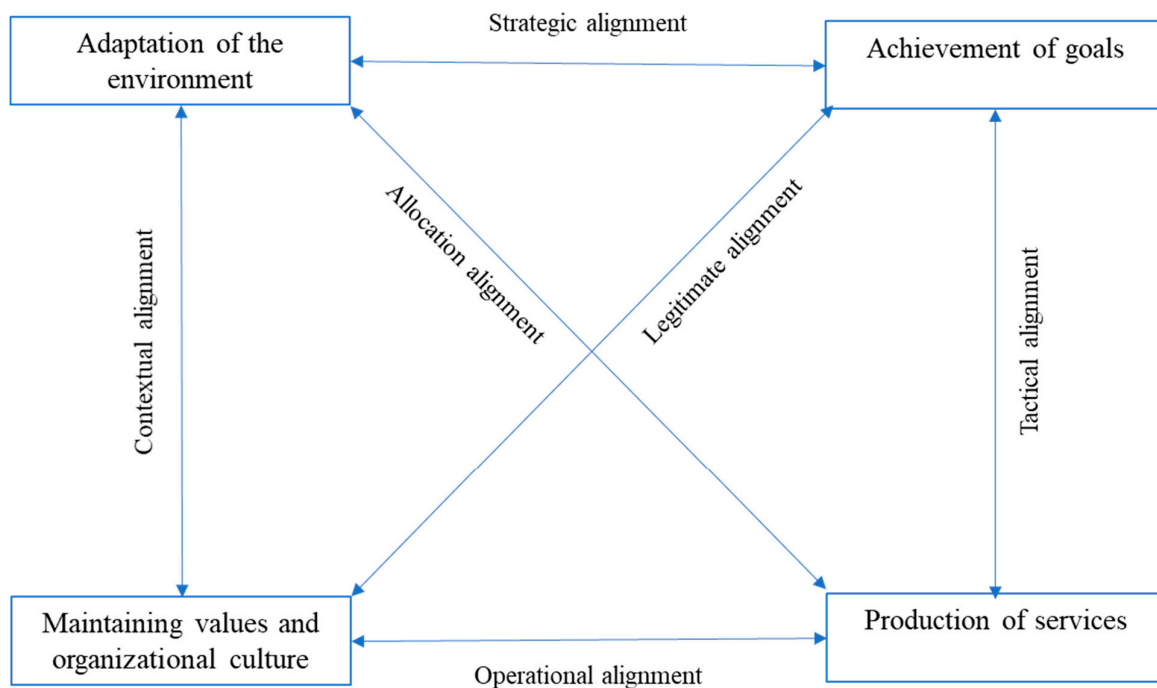 Strategic alignment
Adaptation of the
environment
Achievement of goals
Allocation alignment
Legitimate alignment
Contextual alignment
Tactical alignment
Maintaining values and
organizational culture
Production of services
Operational alignment